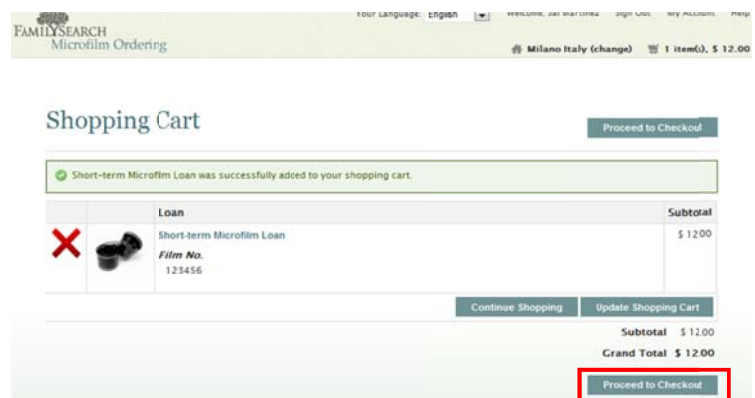 Your Language: English Welcome, Sal Martinez Sign Out My Account Help
FAMILYSEARCH
Microfilm Ordering
Milano Italy (change) 1 item(s), $ 12.00
Shopping Cart
Proceed to Checkout
Short-term Microfilm Loan was successfully added to your shopping cart.
Loan Subtotal
Short-term Microfilm Loan $ 12.00
Film No.
123456
Continue Shopping Update Shopping Cart
Subtotal $ 12.00
Grand Total $ 12.00
Proceed to Checkout